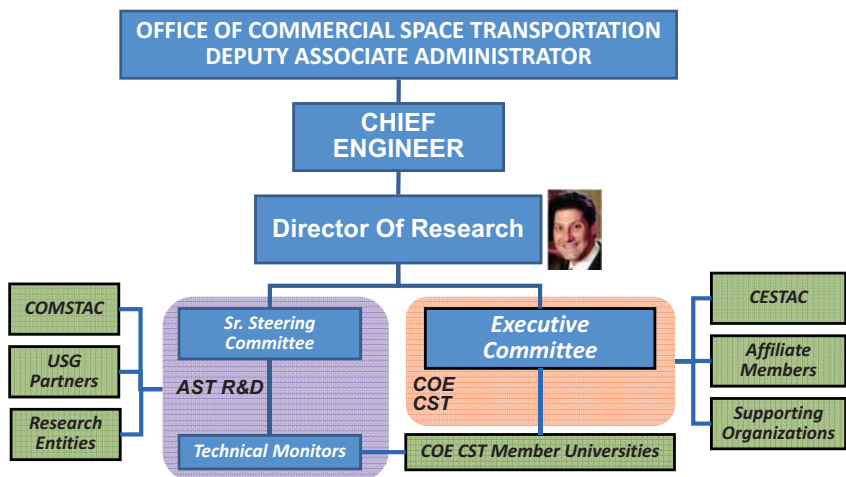 OFFICE OF COMMERCIAL SPACE TRANSPORTATION
DEPUTY ASSOCIATE ADMINISTRATOR
CHIEF
ENGINEER
Director Of Research
COMSTAC
USG
Partners
Research
Entities
Sr. Steering
Committee
AST R&D
Technical Monitors
Executive
Committee
COE
CST
COE CST Member Universities
CESTAC
Affiliate
Members
Supporting
Organizations